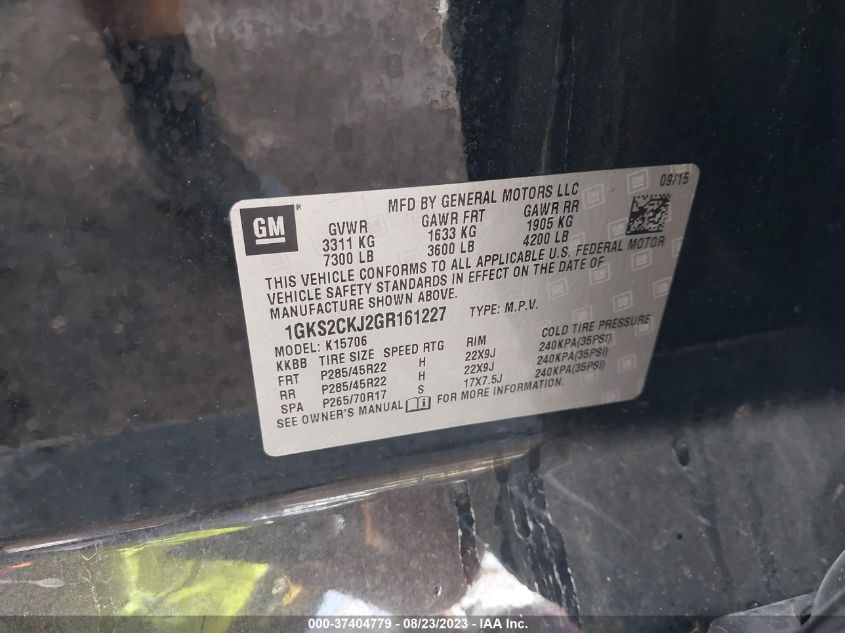 MFD BY GENERAL MOTORS LLC 09/15
GM ®
GVWR GAWR FRT GAWR RR
3311 KG 1633 KG 1905 KG
7300 LB 3600 LB 4200 LB
THIS VEHICLE CONFORMS TO ALL APPLICABLE U.S. FEDERAL MOTOR
VEHICLE SAFETY STANDARDS IN EFFECT ON THE DATE OF
MANUFACTURE SHOWN ABOVE.
1GKS2CKJ2GR161227 TYPE: M.P.V.
MODEL: K15706
KKBB TIRE SIZE SPEED RTG RIM COLD TIRE PRESSURE
FRT P285/45R22 H 22X9J 240KPA(35PSI)
RR P285/45R22 H 22X9J 240KPA(35PSI)
SPA P265/70R17 S 17X7.5J 240KPA(35PSI)
SEE OWNER'S MANUAL FOR MORE INFORMATION.
000-37404779 - 08/23/2023 - IAA Inc.